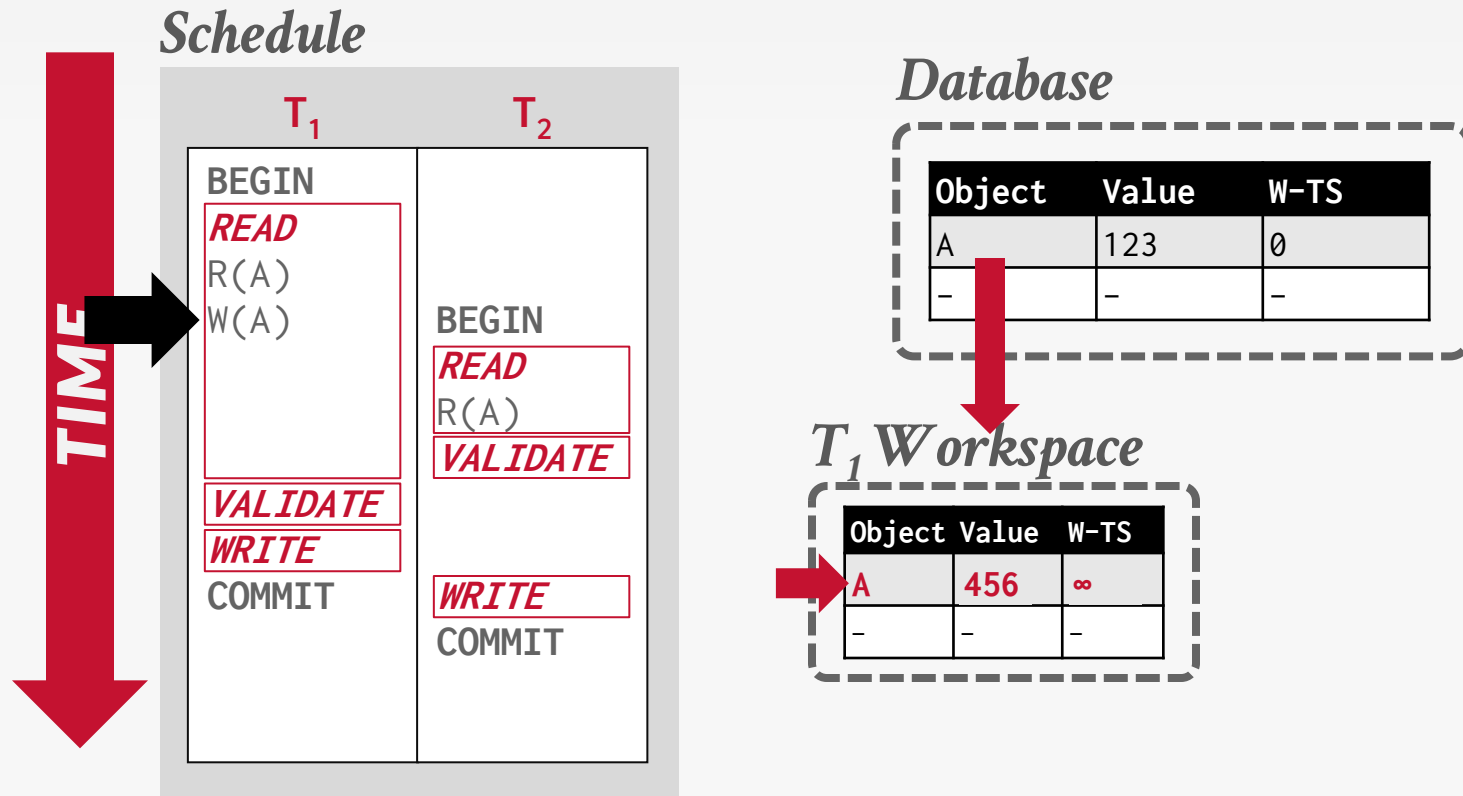 Schedule
TIME
T1
T2
BEGIN
READ
R(A)
W(A)
VALIDATE
WRITE
COMMIT
BEGIN
READ
R(A)
VALIDATE
WRITE
COMMIT
Database
Object Value W-TS
A 123 0
– – –
T1 Workspace
Object Value W-TS
A 456 ∞
– – –